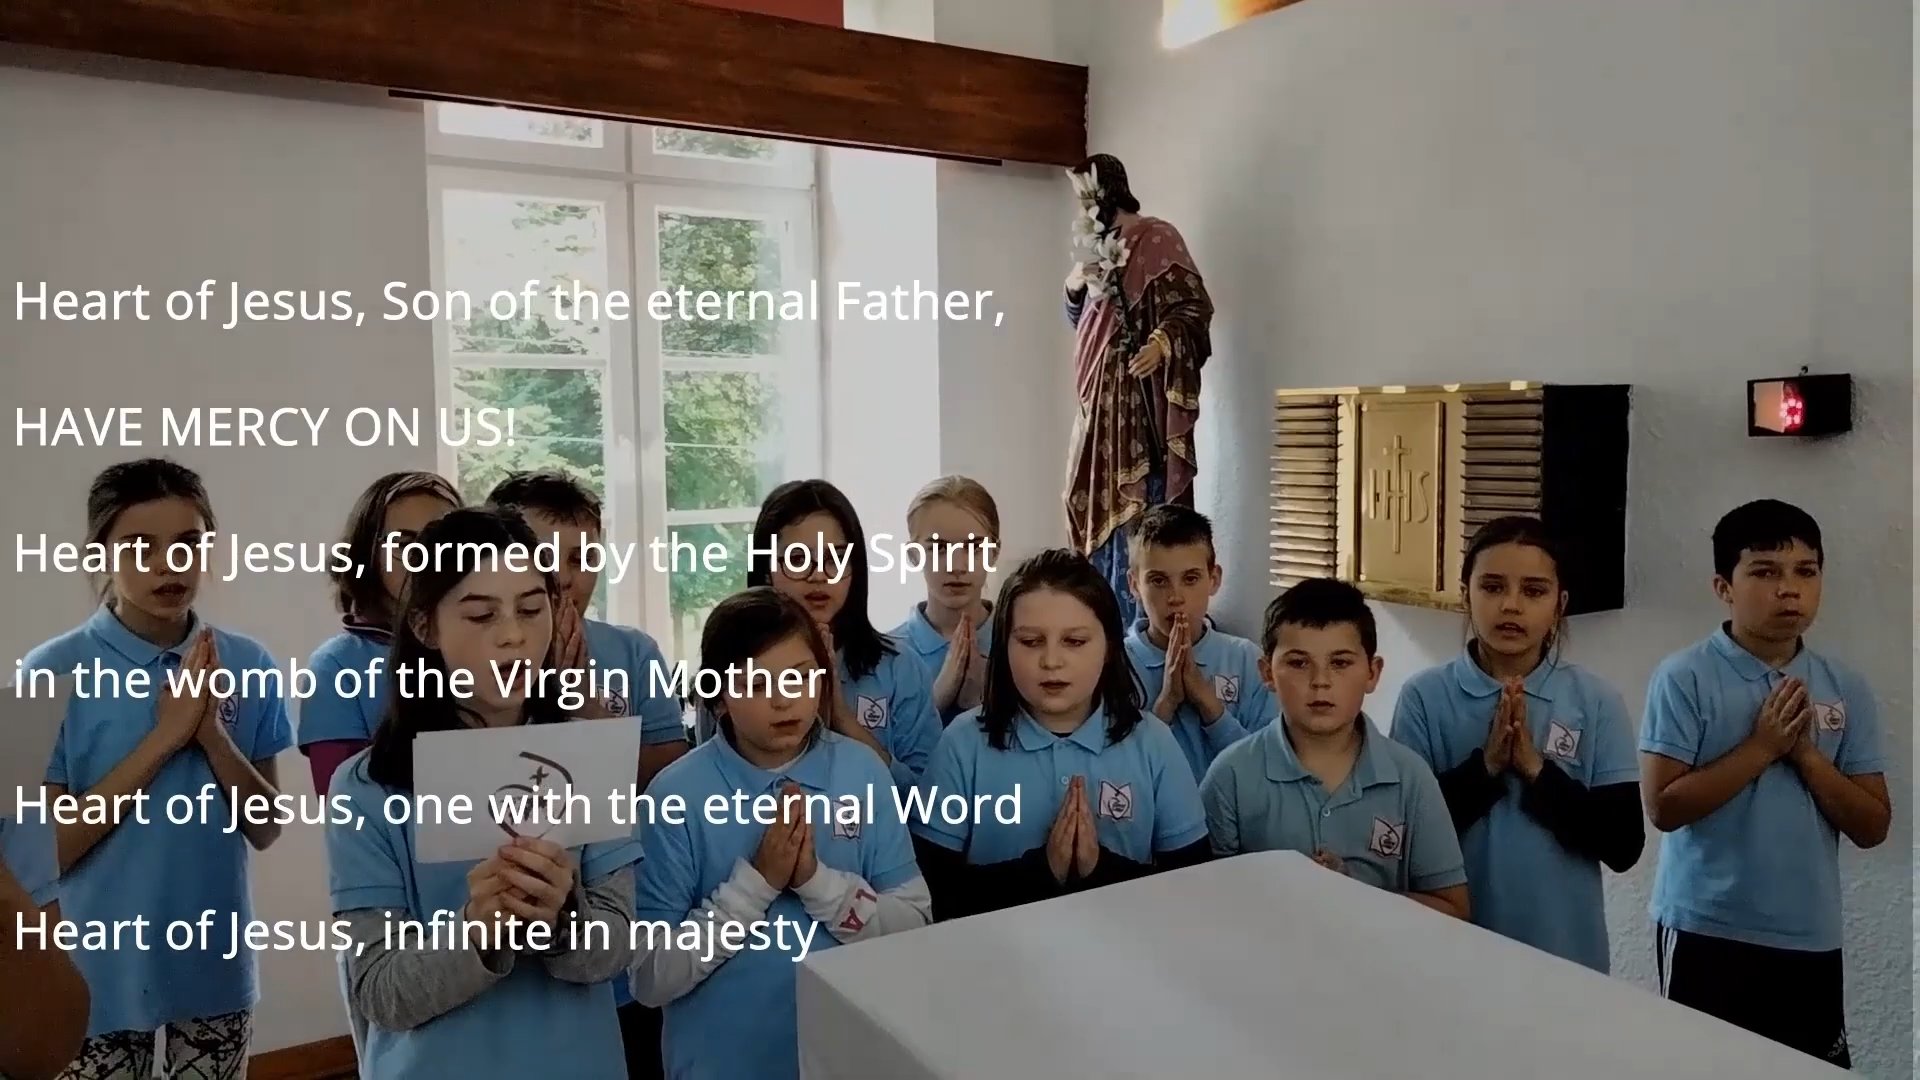 Heart of Jesus, Son of the eternal Father,
HAVE MERCY ON US!
Heart of Jesus, formed by the Holy Spirit
in the womb of the Virgin Mother
Heart of Jesus, one with the eternal Word
Heart of Jesus, infinite in majesty
IHS
LA